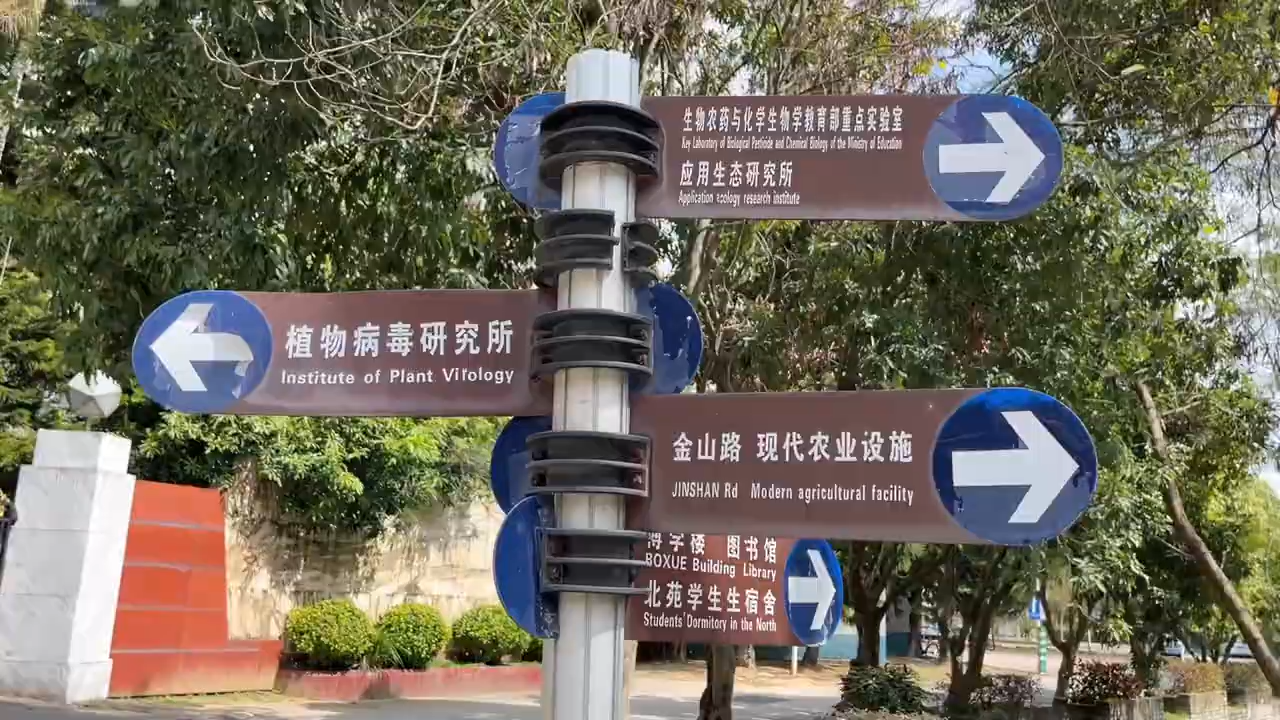 生物农药与化学生物学教育部重点实验室
Key Laboratory of Biological Pesticide and Chemical Biology of the Ministry of Education
应用生态研究所
Application ecology research institute
植物病毒研究所
Institute of Plant Virology
金山路 现代农业设施
JINSHAN Rd Modern agricultural facility
博学楼 图书馆
BOXUE Building Library
北苑学生生宿舍
Students' Dormitory in the North